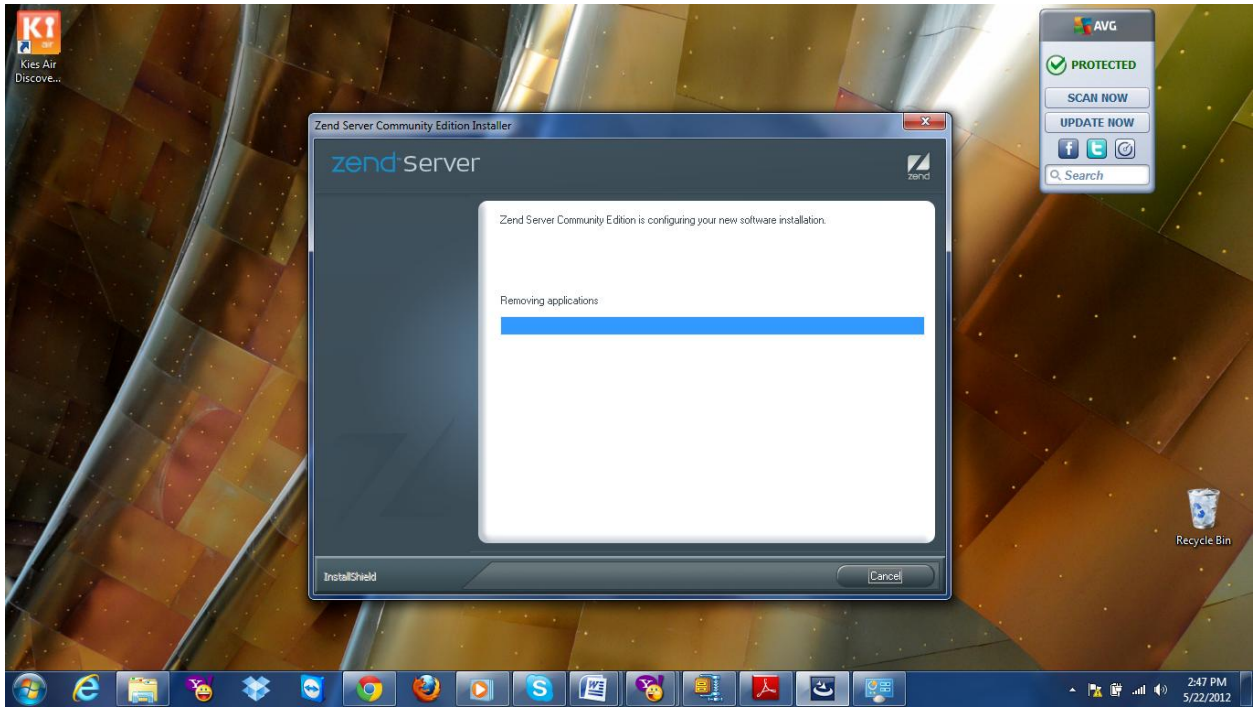 Ki
air
Kies Air
Discove...
AVG
PROTECTED
SCAN NOW
UPDATE NOW
Search
Zend Server Community Edition Installer
zend server
zend
Zend Server Community Edition is configuring your new software installation.
Removing applications
InstallShield
Cancel
Recycle Bin
2:47 PM
5/22/2012